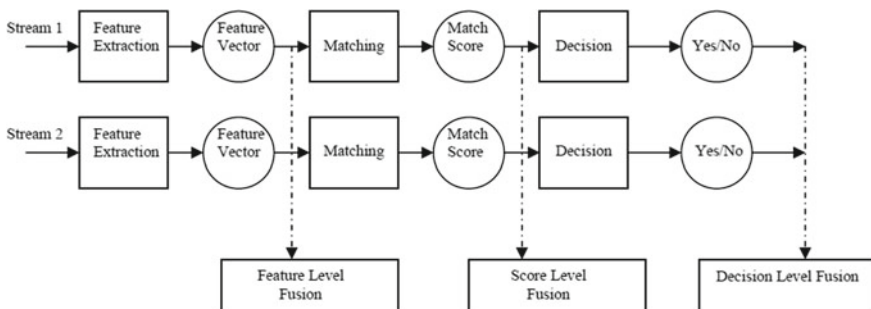 Stream 1
Feature
Extraction
Feature
Vector
Matching
Match
Score
Decision
Yes/No
Stream 2
Feature
Extraction
Feature
Vector
Matching
Match
Score
Decision
Yes/No
Feature Level
Fusion
Score Level
Fusion
Decision Level Fusion